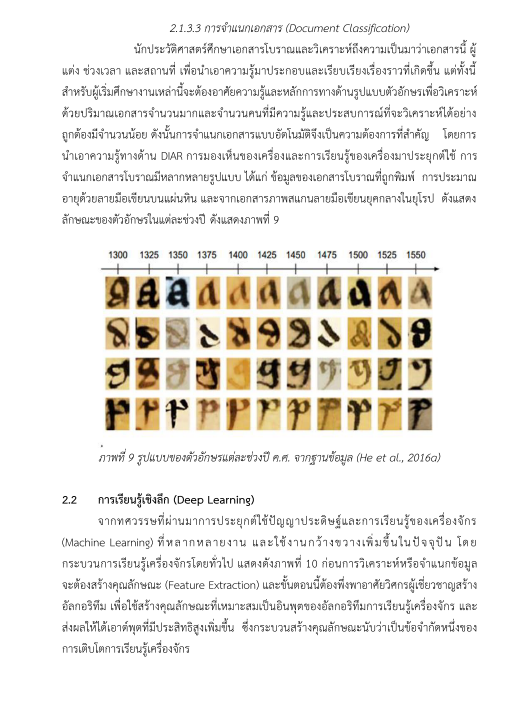 2.1.3.3 การจำแนกเอกสาร (Document Classification)
นักประวัติศาสตร์ศึกษาเอกสารโบราณและวิเคราะห์ถึงความเป็นมาว่าเอกสารนี้ ผู้
แต่ง ช่วงเวลา และสถานที่ เพื่อนำเอาความรู้มาประกอบและเรียบเรียงเรื่องราวที่เกิดขึ้น แต่ทั้งนี้
สำหรับผู้เริ่มศึกษางานเหล่านี้จะต้องอาศัยความรู้และหลักการทางด้านรูปแบบตัวอักษรเพื่อวิเคราะห์
ด้วยปริมาณเอกสารจำนวนมากและจำนวนคนที่มีความรู้และประสบการณ์ที่จะวิเคราะห์ได้อย่าง
ถูกต้องมีจำนวนน้อย ดังนั้นการจำแนกเอกสารแบบอัตโนมัติจึงเป็นความต้องการที่สำคัญ โดยการ
นำเอาความรู้ทางด้าน DIAR การมองเห็นของเครื่องและการเรียนรู้ของเครื่องมาประยุกต์ใช้ การ
จำแนกเอกสารโบราณมีหลากหลายรูปแบบ ได้แก่ ข้อมูลของเอกสารโบราณที่ถูกพิมพ์ การประมาณ
อายุด้วยลายมือเขียนบนแผ่นหิน และจากเอกสารภาพสแกนลายมือเขียนยุคกลางในยุโรป ดังแสดง
ลักษณะของตัวอักษรในแต่ละช่วงปี ดังแสดงภาพที่ 9
1300 1325 1350 1375 1400 1425 1450 1475 1500 1525 1550
ภาพที่ 9 รูปแบบของตัวอักษรแต่ละช่วงปี ค.ศ. จากฐานข้อมูล (He et al., 2016a)
2.2 การเรียนรู้เชิงลึก (Deep Learning)
จากทศวรรษที่ผ่านมาการประยุกต์ใช้ปัญญาประดิษฐ์และการเรียนรู้ของเครื่องจักร
(Machine Learning) ที่หลากหลายงาน และใช้งานกว้างขวางเพิ่มขึ้นในปัจจุบัน โดย
กระบวนการเรียนรู้เครื่องจักรโดยทั่วไป แสดงดังภาพที่ 10 ก่อนการวิเคราะห์หรือจำแนกข้อมูล
จะต้องสร้างคุณลักษณะ (Feature Extraction) และขั้นตอนนี้ต้องพึ่งพาอาศัยวิศกรผู้เชี่ยวชาญสร้าง
อัลกอริทึม เพื่อใช้สร้างคุณลักษณะที่เหมาะสมเป็นอินพุตของอัลกอริทึมการเรียนรู้เครื่องจักร และ
ส่งผลให้ได้เอาต์พุตที่มีประสิทธิสูงเพิ่มขึ้น ซึ่งกระบวนสร้างคุณลักษณะนับว่าเป็นข้อจำกัดหนึ่งของ
การเติบโตการเรียนรู้เครื่องจักร